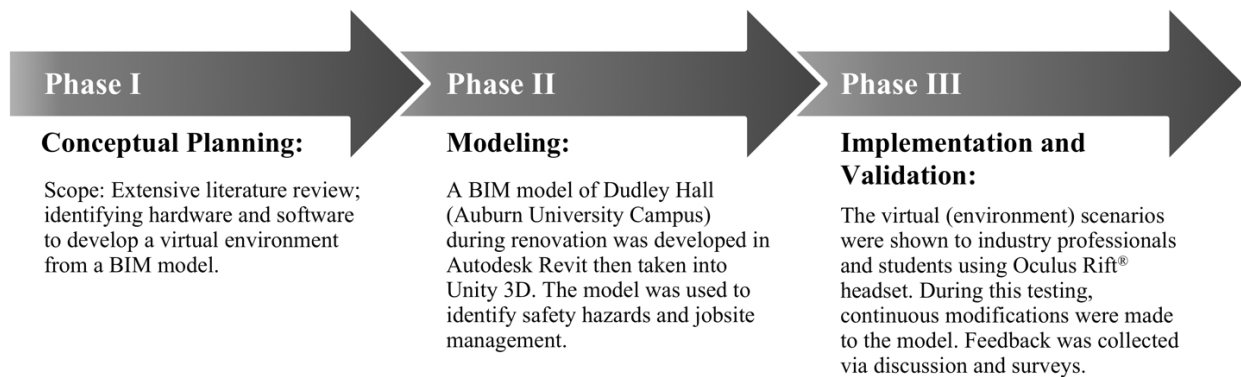 Phase I
Conceptual Planning:
Scope: Extensive literature review;
identifying hardware and software
to develop a virtual environment
from a BIM model.
Phase II
Modeling:
A BIM model of Dudley Hall
(Auburn University Campus)
during renovation was developed in
Autodesk Revit then taken into
Unity 3D. The model was used to
identify safety hazards and jobsite
management.
Phase III
Implementation and
Validation:
The virtual (environment) scenarios
were shown to industry professionals
and students using Oculus Rift®
headset. During this testing,
continuous modifications were made
to the model. Feedback was collected
via discussion and surveys.